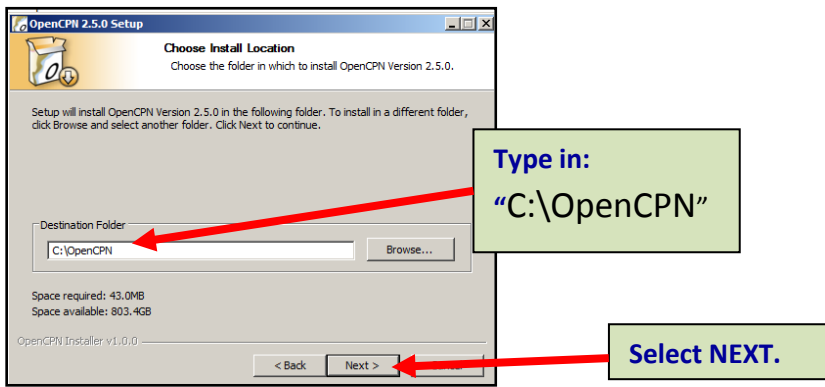 OpenCPN 2.5.0 Setup
Choose Install Location
Choose the folder in which to install OpenCPN Version 2.5.0.
Setup will install OpenCPN Version 2.5.0 in the following folder. To install in a different folder,
click Browse and select another folder. Click Next to continue.
Type in:
“C:\OpenCPN”
Destination Folder
C:\OpenCPN
Browse...
Space required: 43.0MB
Space available: 803.4GB
OpenCPN Installer v1.0.0
< Back
Next >
Select NEXT.